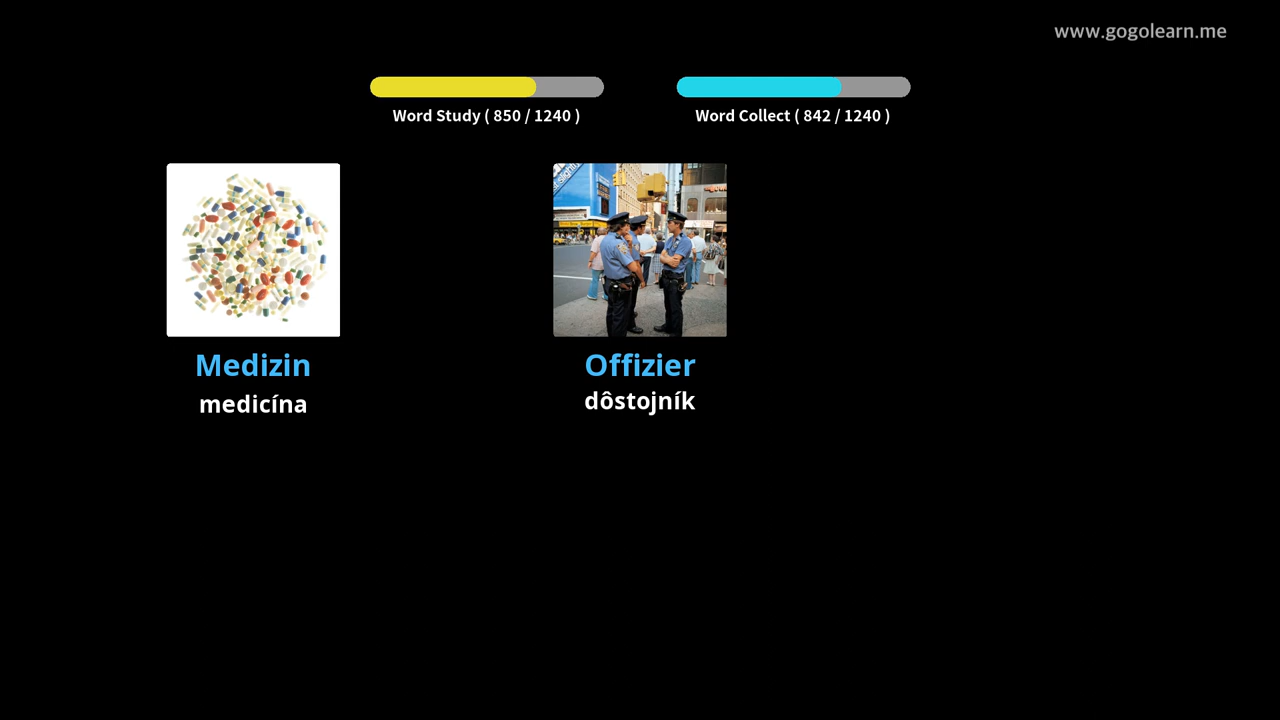 www.gogolearn.me
Word Study ( 850 / 1240 )
Word Collect ( 842 / 1240 )
Medizin
medicína
Offizier
dôstojník